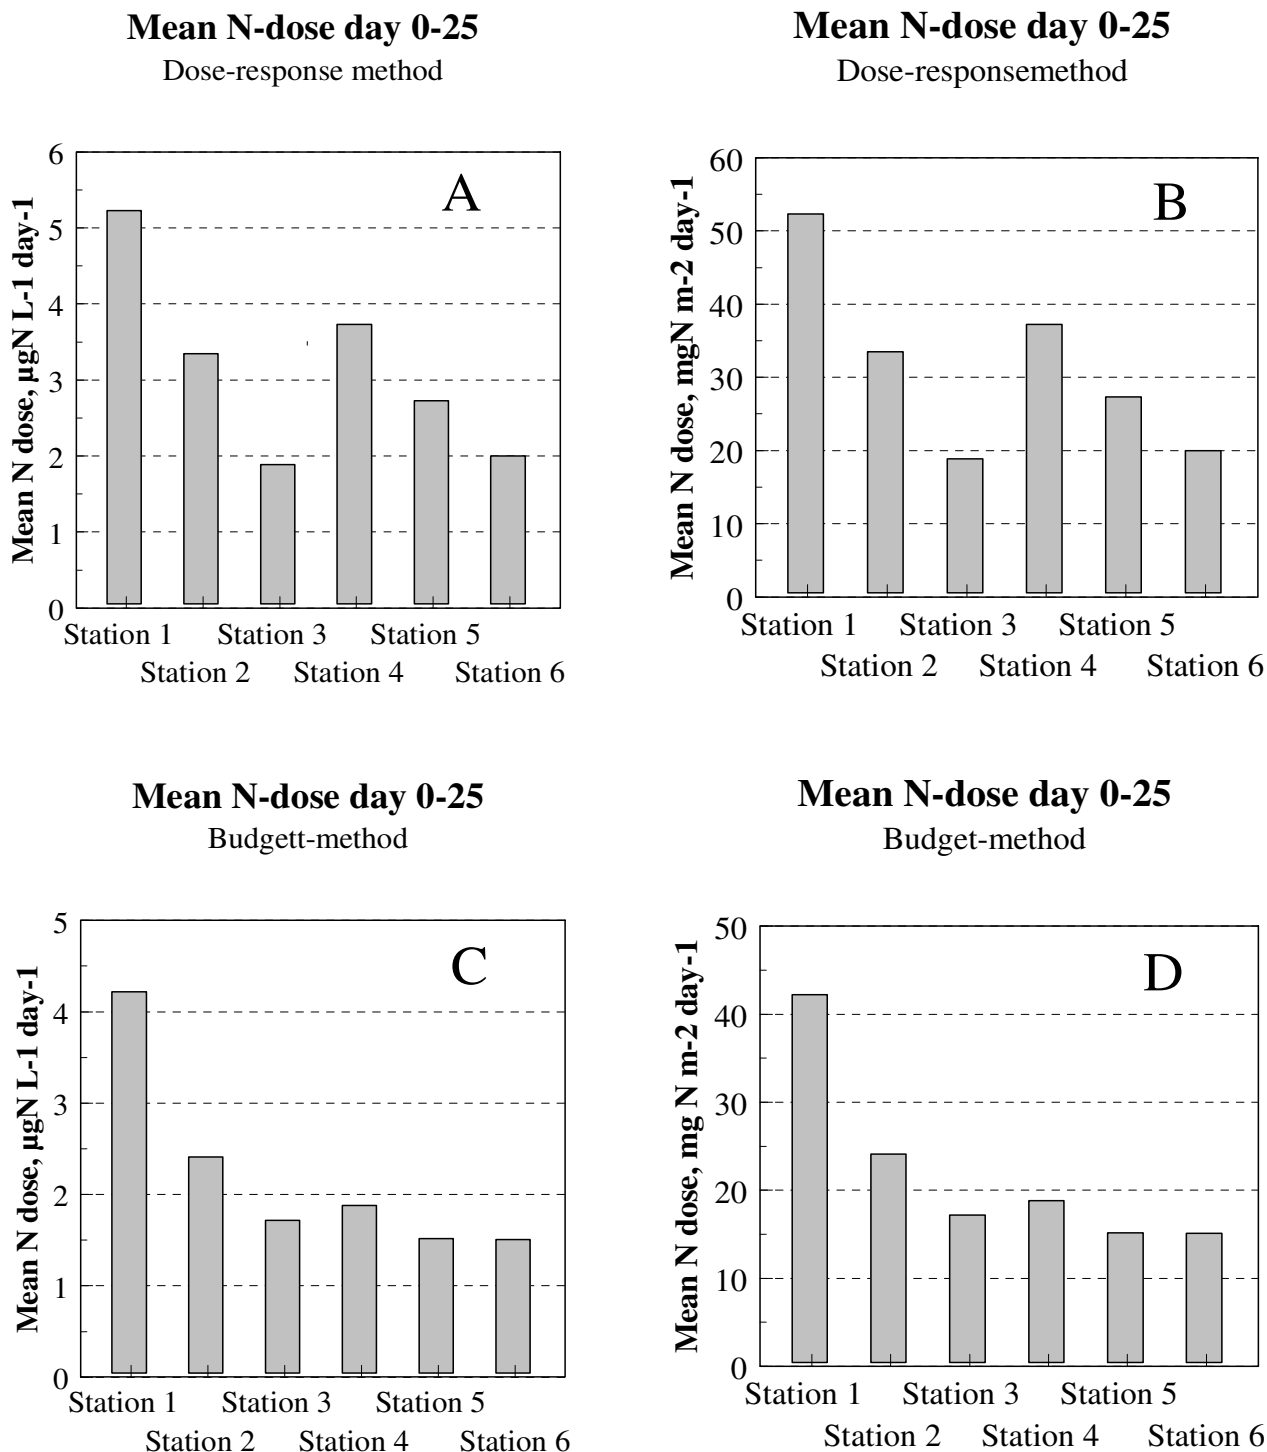 Mean N-dose day 0-25
Dose-response method
A
Mean N dose, µgN L-1 day-1
6
5
4
3
2
1
0
Station 1 Station 3 Station 5
Station 2 Station 4 Station 6
Mean N-dose day 0-25
Dose-responsemethod
B
Mean N dose, mgN m-2 day-1
60
50
40
30
20
10
0
Station 1 Station 3 Station 5
Station 2 Station 4 Station 6
Mean N-dose day 0-25
Budgett-method
C
Mean N dose, µgN L-1 day-1
5
4
3
2
1
0
Station 1 Station 3 Station 5
Station 2 Station 4 Station 6
Mean N-dose day 0-25
Budget-method
D
Mean N dose, mg N m-2 day-1
50
40
30
20
10
0
Station 1 Station 3 Station 5
Station 2 Station 4 Station 6